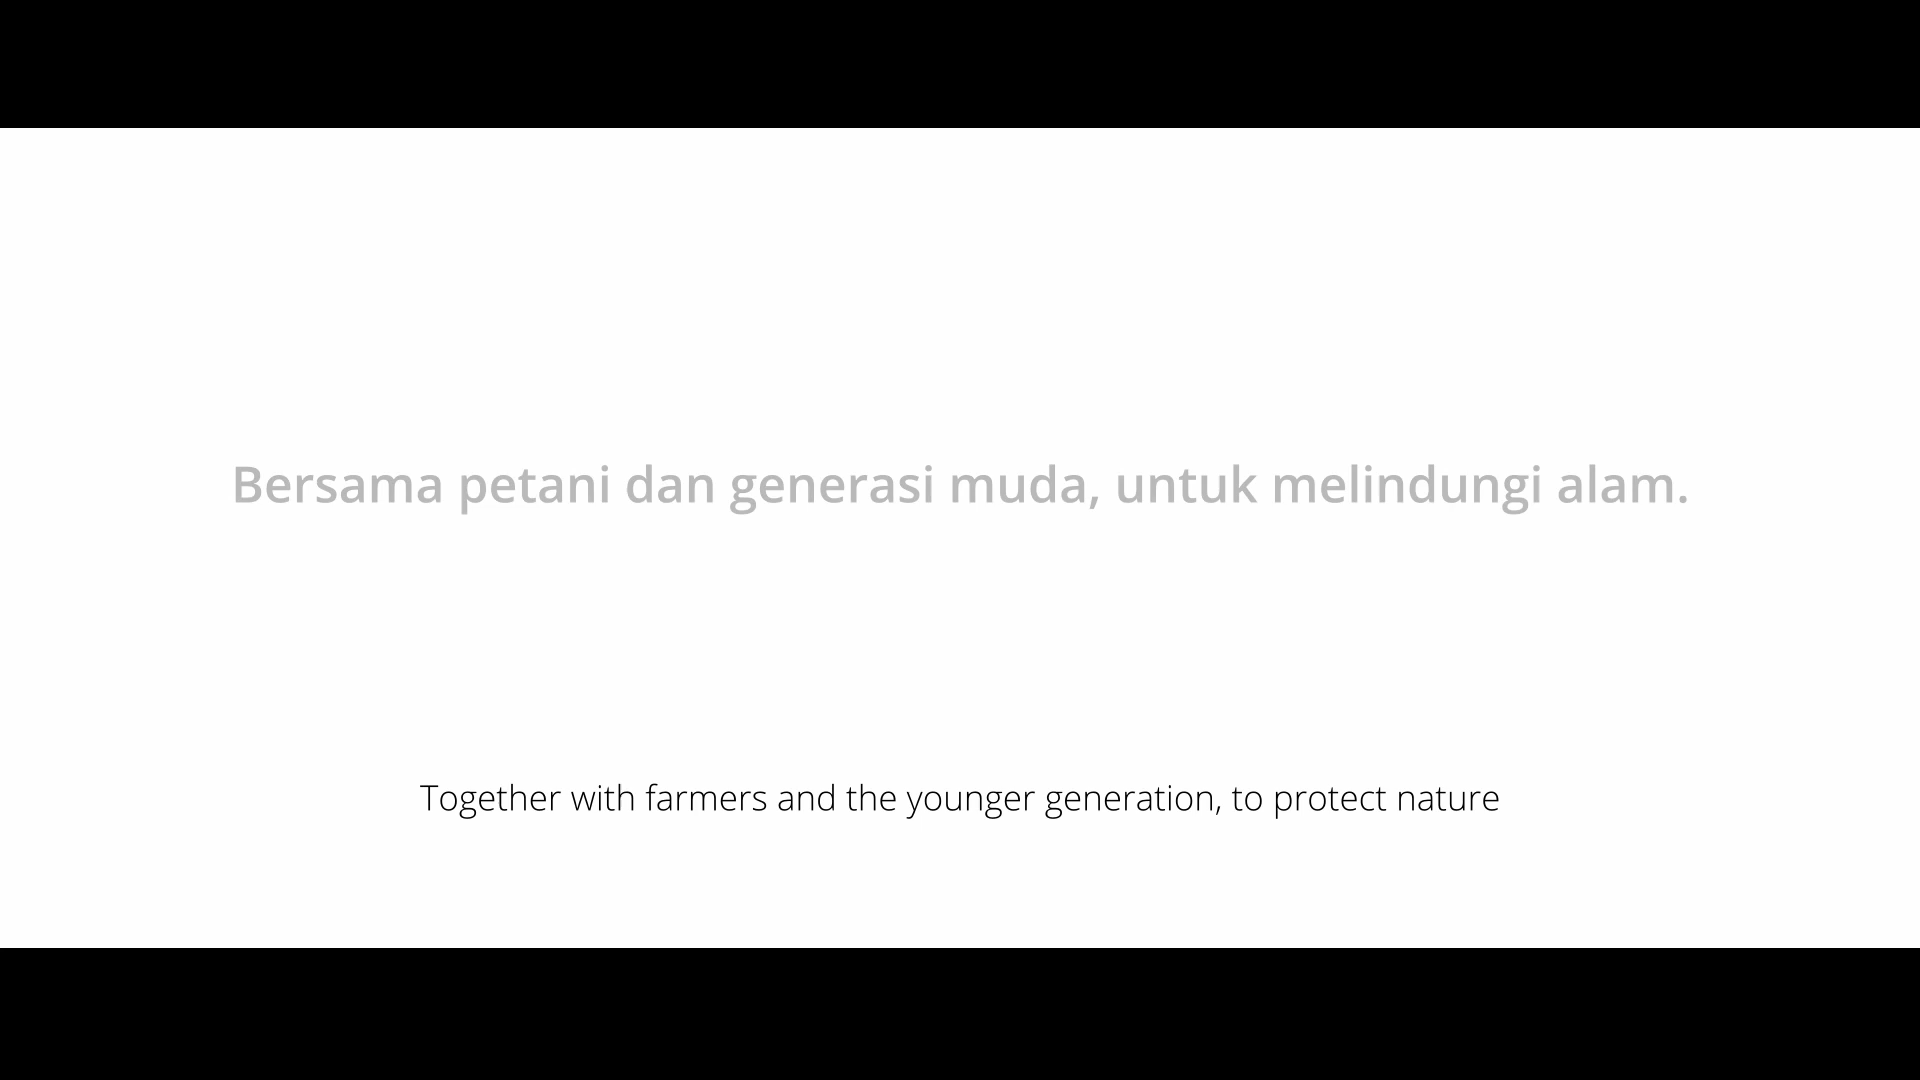 Bersama petani dan generasi muda, untuk melindungi alam.
Together with farmers and the younger generation, to protect nature